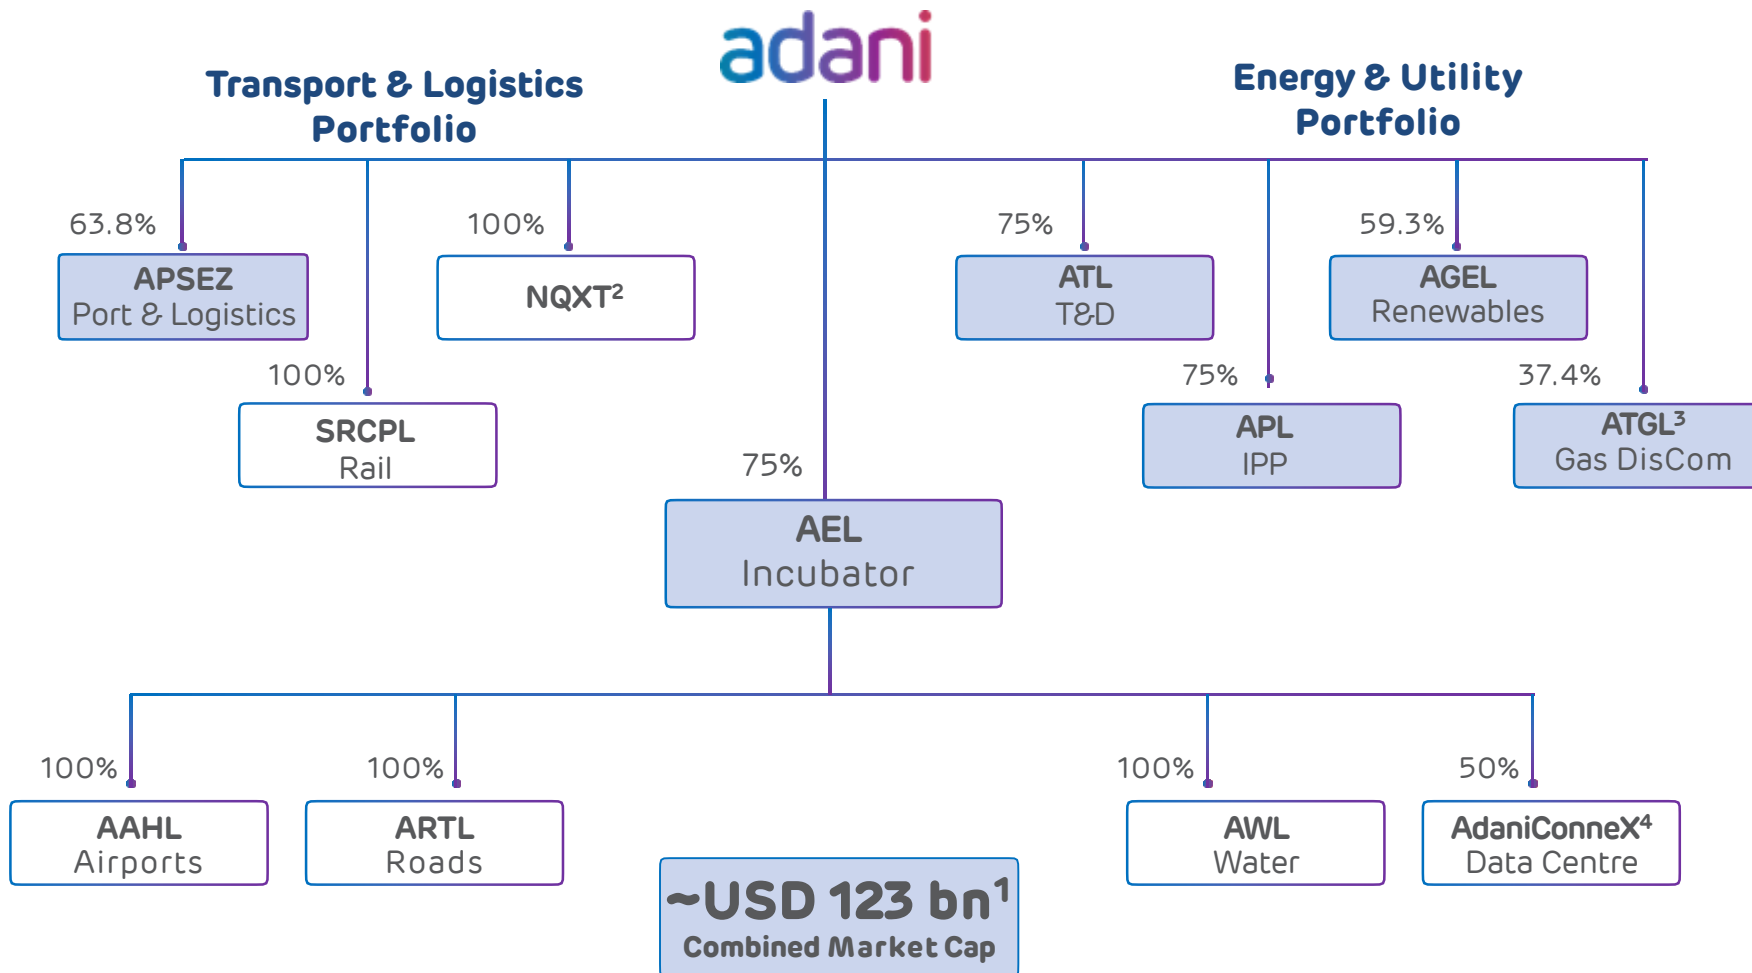 adani
Transport & Logistics
Portfolio
Energy & Utility
Portfolio
63.8%
APSEZ
Port & Logistics
100%
SRCPL
Rail
100%
NQXT²
75%
ATL
T&D
75%
APL
IPP
59.3%
AGEL
Renewables
37.4%
ATGL³
Gas DisCom
75%
AEL
Incubator
100%
AAHL
Airports
100%
ARTL
Roads
100%
AWL
Water
50%
AdaniConneX⁴
Data Centre
~USD 123 bn¹
Combined Market Cap